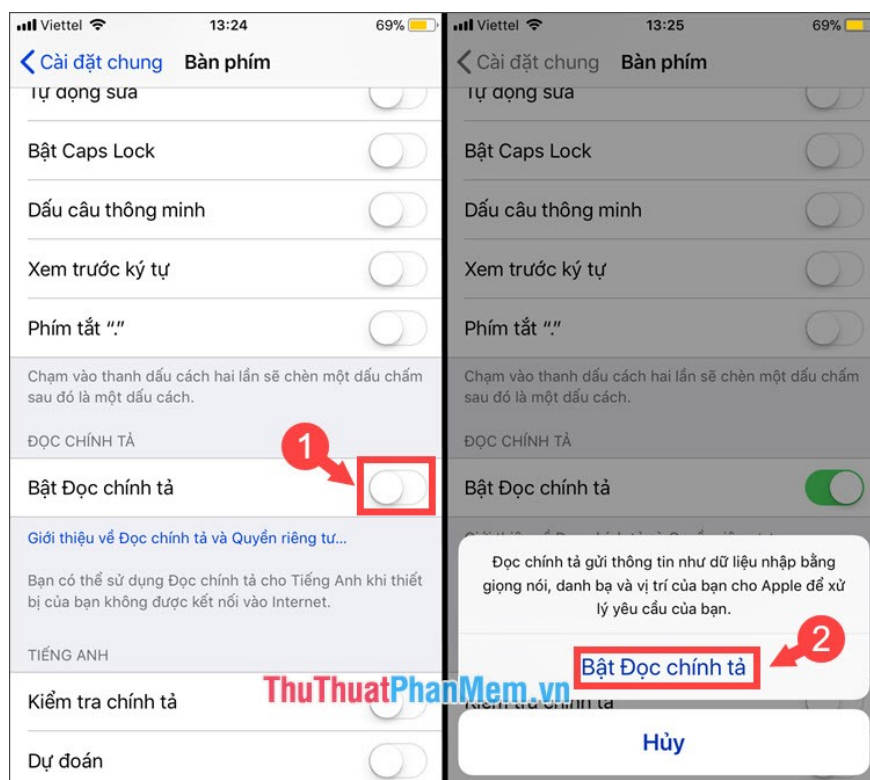 Viettel 13:24 69%
Cài đặt chung Bàn phím
Tự động sửa
Bật Caps Lock
Dấu câu thông minh
Xem trước ký tự
Phím tắt “.”
Chạm vào thanh dấu cách hai lần sẽ chèn một dấu chấm
sau đó là một dấu cách.
ĐỌC CHÍNH TẢ
1
Bật Đọc chính tả
Giới thiệu về Đọc chính tả và Quyền riêng tư...
Bạn có thể sử dụng Đọc chính tả cho Tiếng Anh khi thiết
bị của bạn không được kết nối vào Internet.
TIẾNG ANH
Kiểm tra chính tả
Dự đoán
Viettel 13:25 69%
Cài đặt chung Bàn phím
Tự động sửa
Bật Caps Lock
Dấu câu thông minh
Xem trước ký tự
Phím tắt “.”
Chạm vào thanh dấu cách hai lần sẽ chèn một dấu chấm
sau đó là một dấu cách.
ĐỌC CHÍNH TẢ
Bật Đọc chính tả
Đọc chính tả gửi thông tin như dữ liệu nhập bằng
giọng nói, danh bạ và vị trí của bạn cho Apple để xử
lý yêu cầu của bạn.
2
Bật Đọc chính tả
Kiểm tra chính tả
Hủy
ThuThuatPhanMem.vn